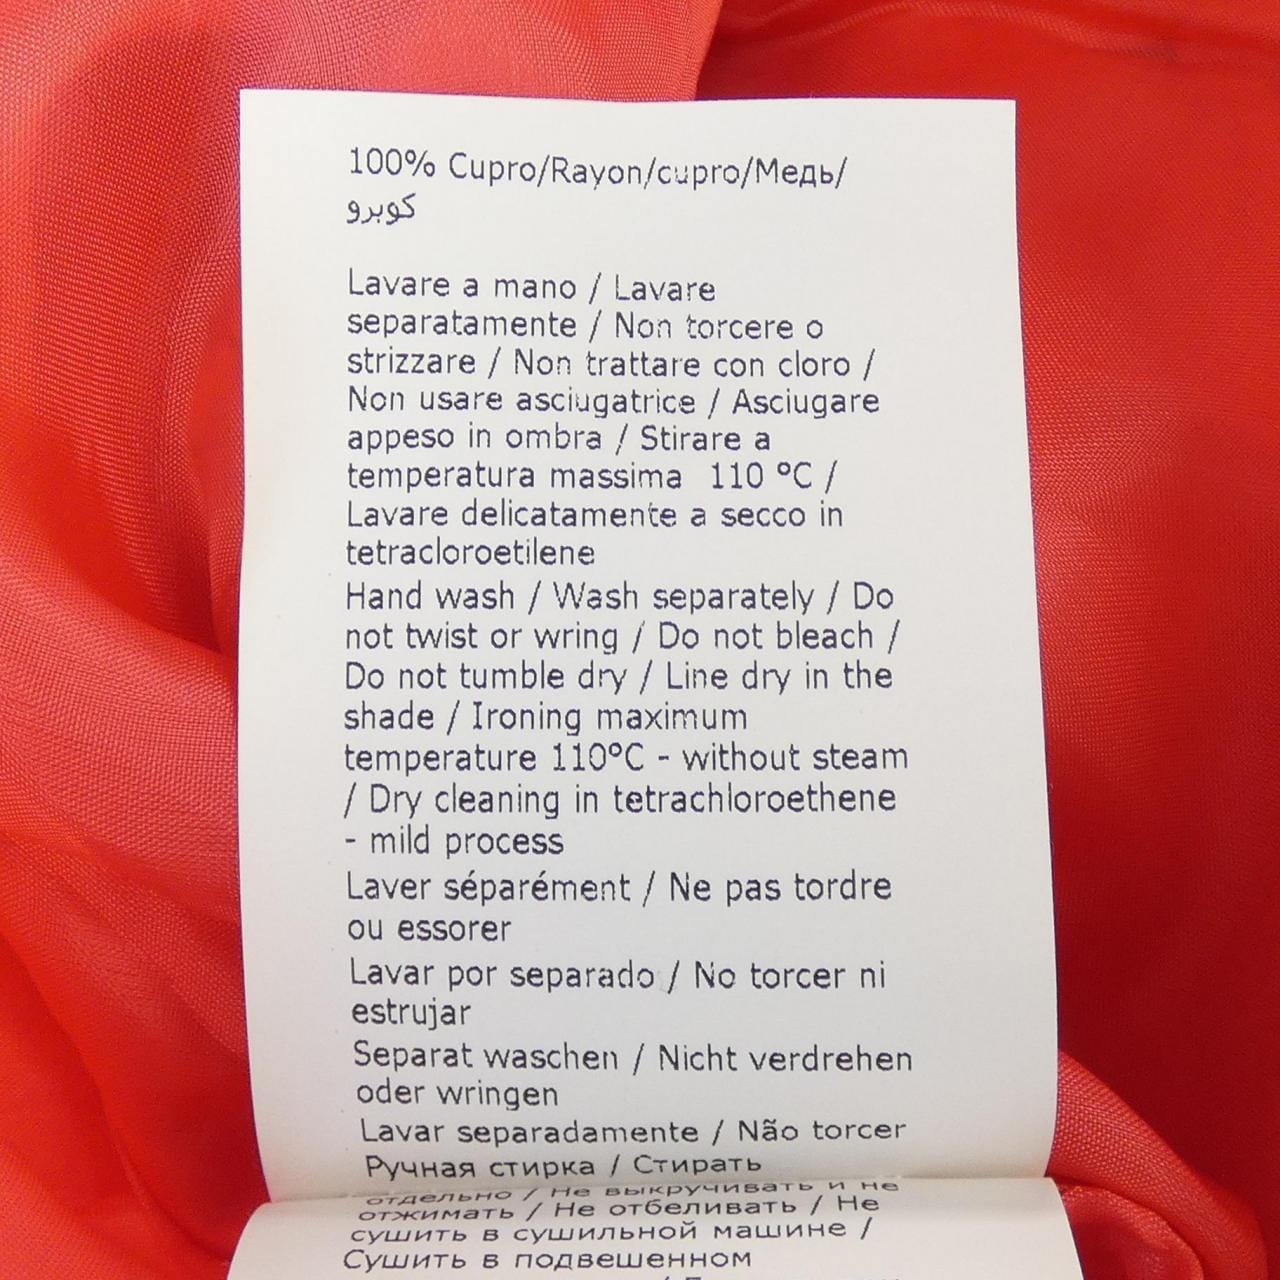 100% Cupro/Rayon/cupro/Медь/
كوبرو
Lavare a mano / Lavare
separatamente / Non torcere o
strizzare / Non trattare con cloro /
Non usare asciugatrice / Asciugare
appeso in ombra / Stirare a
temperatura massima 110 °C /
Lavare delicatamente a secco in
tetracloroetilene
Hand wash / Wash separately / Do
not twist or wring / Do not bleach /
Do not tumble dry / Line dry in the
shade / Ironing maximum
temperature 110°C - without steam
/ Dry cleaning in tetrachloroethene
- mild process
Laver séparément / Ne pas tordre
ou essorer
Lavar por separado / No torcer ni
estrujar
Separat waschen / Nicht verdrehen
oder wringen
Lavar separadamente / Não torcer
Ручная стирка / Стирать
отдельно / Не выкручивать и не
отжимать / Не отбеливать / Не
сушить в сушильной машине /
Сушить в подвешенном